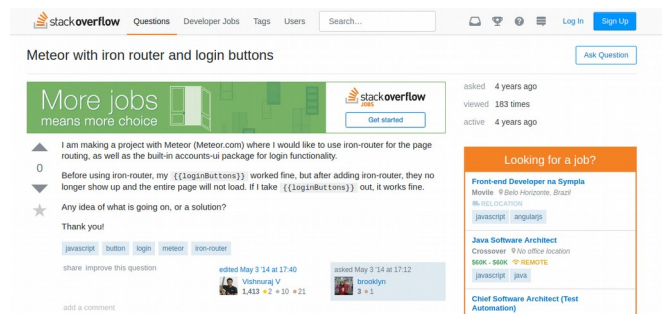 stackoverflow Questions Developer Jobs Tags Users Search... Log In Sign Up
Meteor with iron router and login buttons
Ask Question
More jobs
means more choice
stackoverflow
JOBS
Get started
asked 4 years ago
viewed 183 times
active 4 years ago
0
I am making a project with Meteor (Meteor.com) where I would like to use iron-router for the page
routing, as well as the built-in accounts-ui package for login functionality.
Before using iron-router, my {{loginButtons}} worked fine, but after adding iron-router, they no
longer show up and the entire page will not load. If I take {{loginButtons}} out, it works fine.
Any idea of what is going on, or a solution?
Thank you!
javascript button login meteor iron-router
share improve this question
edited May 3 '14 at 17:40
Vishnuraj V
1,413 2 10 21
asked May 3 '14 at 17:12
brooklyn
3 1
add a comment
Looking for a job?
Front-end Developer na Sympla
Movile Belo Horizonte, Brazil
RELOCATION
javascript angularjs
Java Software Architect
Crossover No office location
$60K - $60K REMOTE
javascript java
Chief Software Architect (Test
Automation)